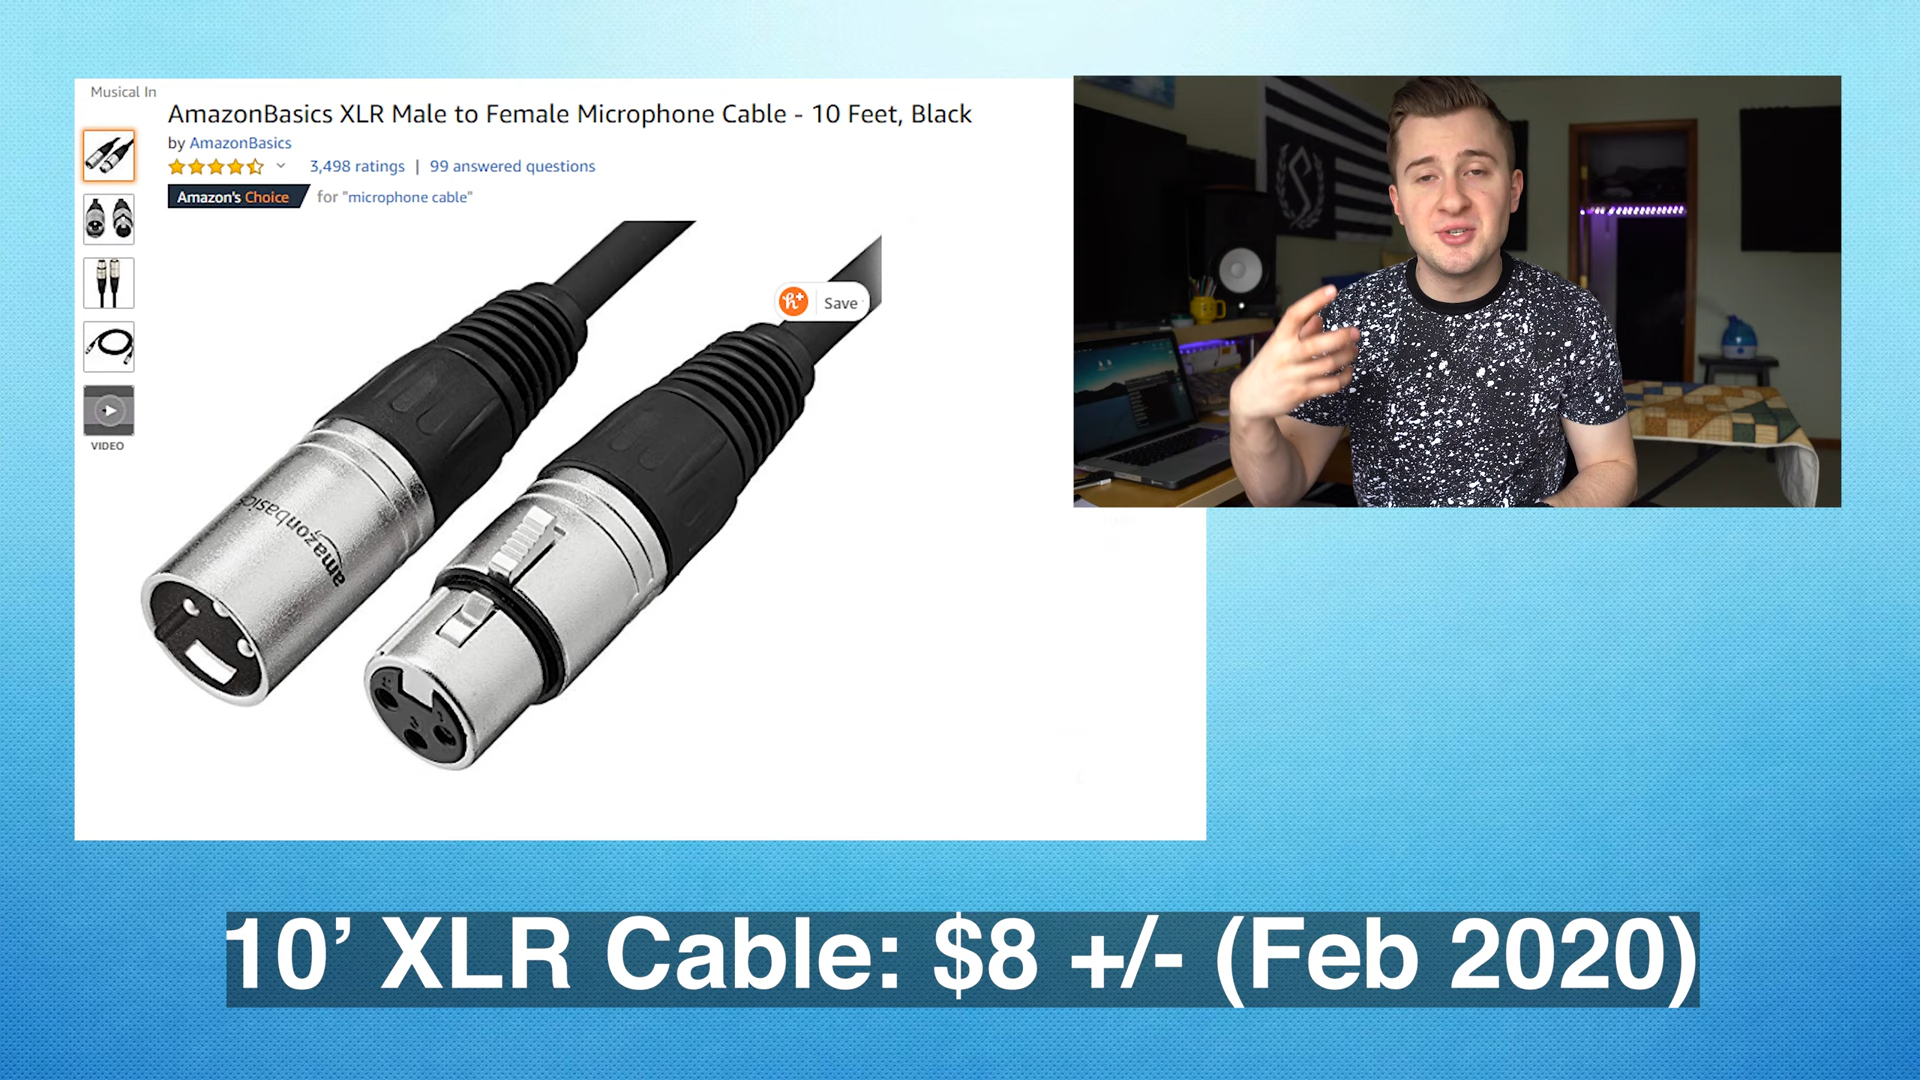 Musical In
AmazonBasics XLR Male to Female Microphone Cable - 10 Feet, Black
by AmazonBasics
3,498 ratings | 99 answered questions
Amazon's Choice for "microphone cable"
Save
VIDEO
amazonbasics
10’ XLR Cable: $8 +/- (Feb 2020)